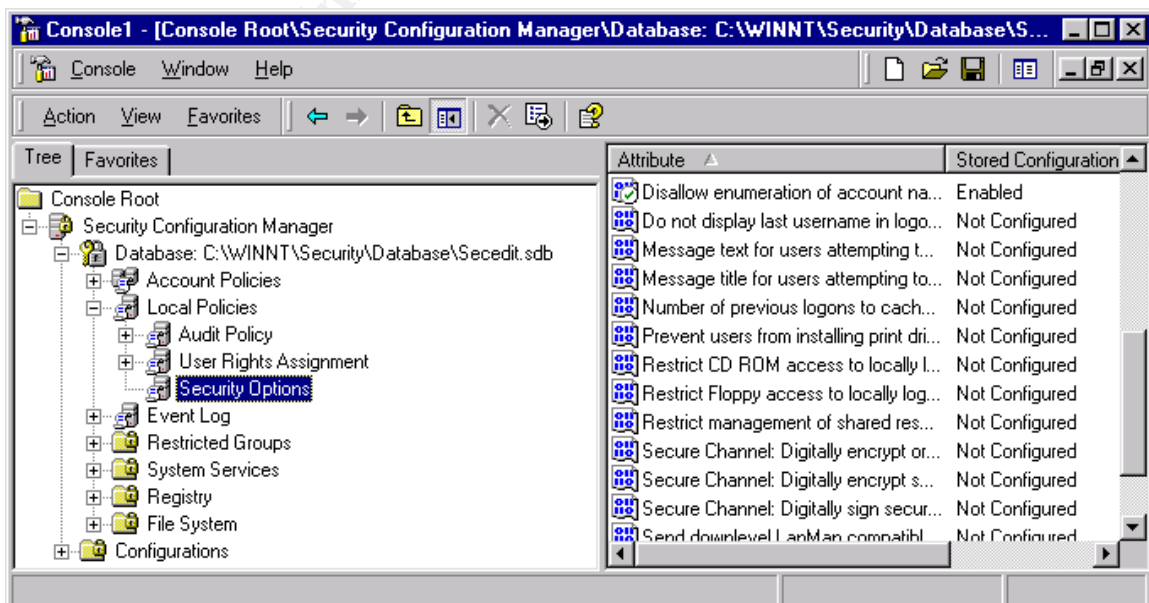 Console1 - [Console Root\Security Configuration Manager\Database: C:\WINNT\Security\Database\S...
Console Window Help
Action View Favorites
Tree Favorites
Console Root
Security Configuration Manager
Database: C:\WINNT\Security\Database\Secedit.sdb
Account Policies
Local Policies
Audit Policy
User Rights Assignment
Security Options
Event Log
Restricted Groups
System Services
Registry
File System
Configurations
Attribute Stored Configuration
Disallow enumeration of account na... Enabled
Do not display last username in logo... Not Configured
Message text for users attempting t... Not Configured
Message title for users attempting to... Not Configured
Number of previous logons to cach... Not Configured
Prevent users from installing print dri... Not Configured
Restrict CD ROM access to locally l... Not Configured
Restrict Floppy access to locally log... Not Configured
Restrict management of shared res... Not Configured
Secure Channel: Digitally encrypt or... Not Configured
Secure Channel: Digitally encrypt s... Not Configured
Secure Channel: Digitally sign secur... Not Configured
Send downlevel LanMan compatibl... Not Configured